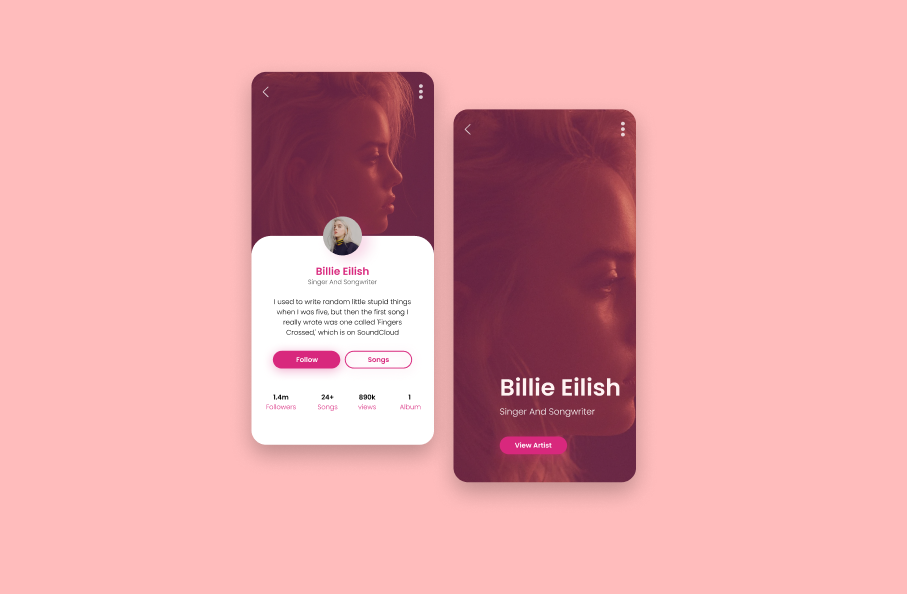 Billie Eilish
Singer And Songwriter
I used to write random little stupid things
when I was five, but then the first song I
really wrote was one called 'Fingers
Crossed,' which is on SoundCloud
Follow
Songs
1.4m
Followers
24+
Songs
890k
views
1
Album
Billie Eilish
Singer And Songwriter
View Artist